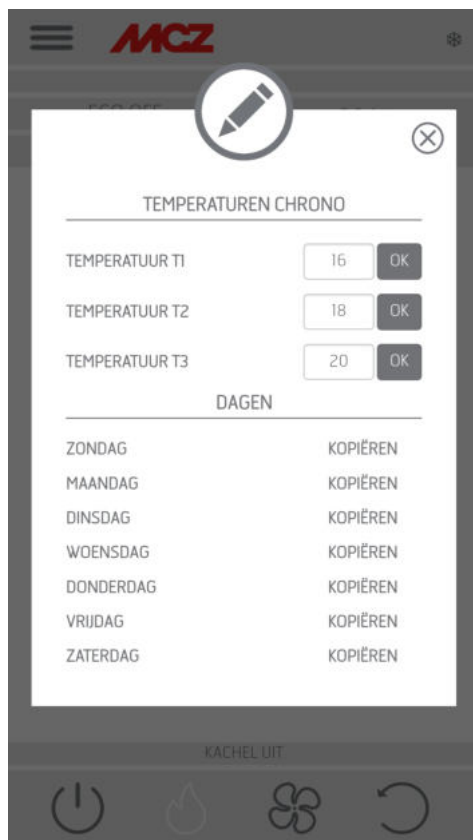 MCZ
TEMPERATUREN CHRONO
TEMPERATUUR T1 16 OK
TEMPERATUUR T2 18 OK
TEMPERATUUR T3 20 OK
DAGEN
ZONDAG KOPIËREN
MAANDAG KOPIËREN
DINSDAG KOPIËREN
WOENSDAG KOPIËREN
DONDERDAG KOPIËREN
VRIJDAG KOPIËREN
ZATERDAG KOPIËREN
KACHEL UIT